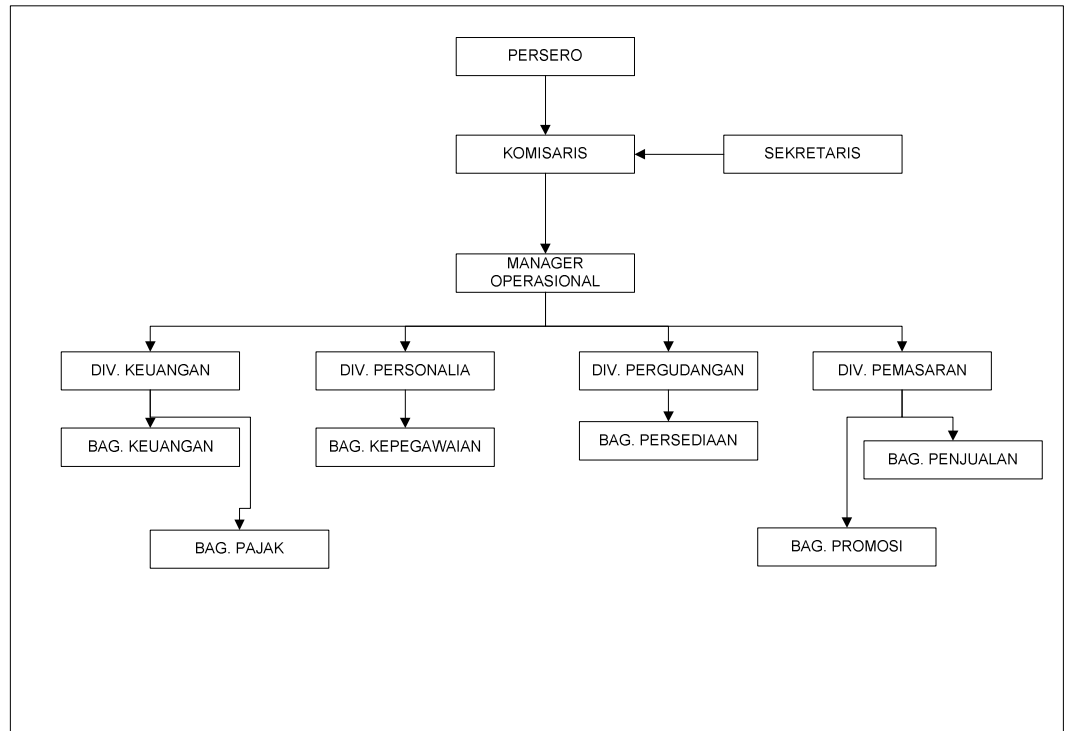 PERSERO
KOMISARIS
SEKRETARIS
MANAGER
OPERASIONAL
DIV. KEUANGAN
DIV. PERSONALIA
DIV. PERGUDANGAN
DIV. PEMASARAN
BAG. KEUANGAN
BAG. KEPEGAWAIAN
BAG. PERSEDIAAN
BAG. PENJUALAN
BAG. PAJAK
BAG. PROMOSI